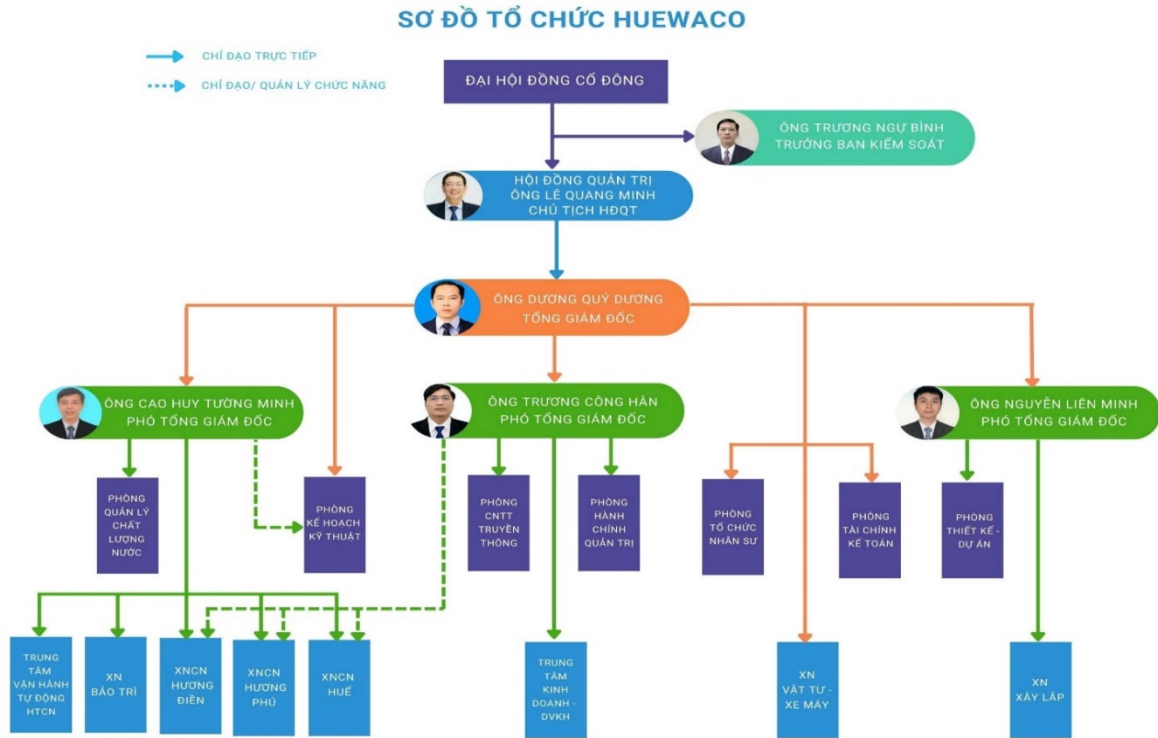 SƠ ĐỒ TỔ CHỨC HUEWACO
CHỈ ĐẠO TRỰC TIẾP
CHỈ ĐẠO/ QUẢN LÝ CHỨC NĂNG
ĐẠI HỘI ĐỒNG CỔ ĐÔNG
ÔNG TRƯƠNG NGỰ BÌNH
TRƯỞNG BAN KIỂM SOÁT
HỘI ĐỒNG QUẢN TRỊ
ÔNG LÊ QUANG MINH
CHỦ TỊCH HĐQT
ÔNG DƯƠNG QUÝ DƯƠNG
TỔNG GIÁM ĐỐC
ÔNG CAO HUY TƯỜNG MINH
PHÓ TỔNG GIÁM ĐỐC
ÔNG TRƯƠNG CÔNG HÂN
PHÓ TỔNG GIÁM ĐỐC
ÔNG NGUYỄN LIÊN MINH
PHÓ TỔNG GIÁM ĐỐC
PHÒNG
QUẢN LÝ
CHẤT
LƯỢNG
NƯỚC
PHÒNG
KẾ HOẠCH
KỸ THUẬT
PHÒNG
CNTT
TRUYỀN
THÔNG
PHÒNG
HÀNH
CHÍNH
QUẢN TRỊ
PHÒNG
TỔ CHỨC
NHÂN SỰ
PHÒNG
TÀI CHÍNH
KẾ TOÁN
PHÒNG
THIẾT KẾ -
DỰ ÁN
TRUNG
TÂM
VẬN HÀNH
TỰ ĐỘNG
HTCN
XN
BẢO TRÌ
XNCN
HƯƠNG
ĐIỀN
XNCN
HƯƠNG
PHÚ
XNCN
HUẾ
TRUNG
TÂM
KINH
DOANH -
DVKH
XN
VẬT TƯ -
XE MÁY
XN
XÂY LẮP